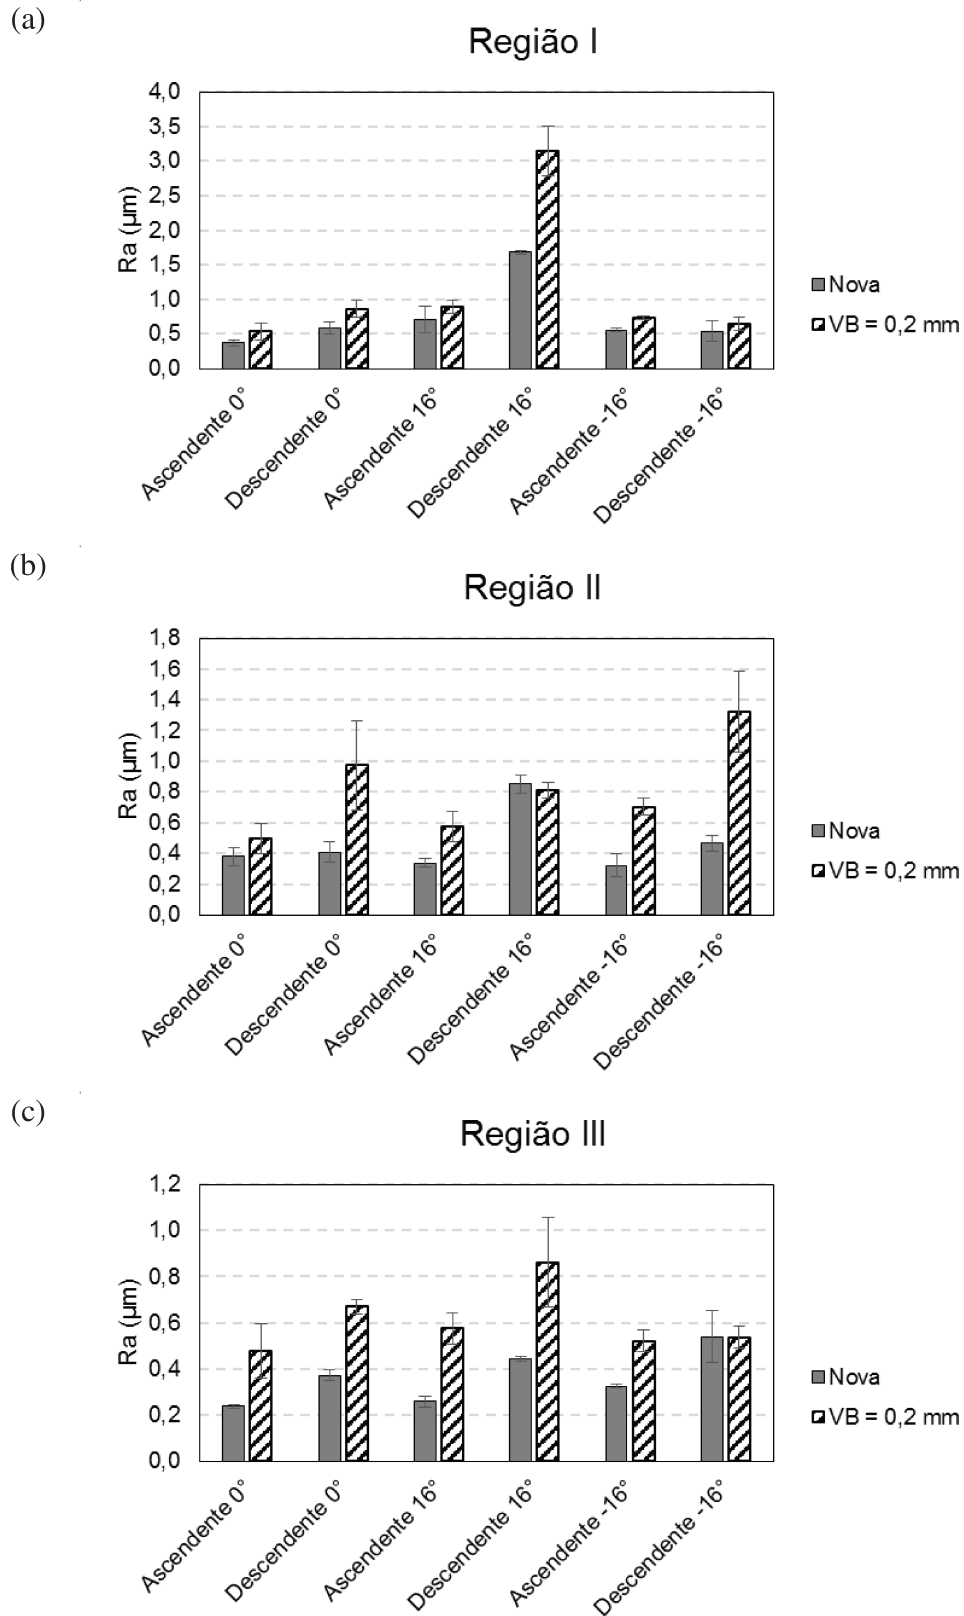 (a)
Região I
4,0
3,5
3,0
2,5
2,0
1,5
1,0
0,5
0,0
Ra (µm)
Ascendente 0°
Descendente 0°
Ascendente 16°
Descendente 16°
Ascendente -16°
Descendente -16°
Nova
VB = 0,2 mm
(b)
Região II
1,8
1,6
1,4
1,2
1,0
0,8
0,6
0,4
0,2
0,0
Ra (µm)
Ascendente 0°
Descendente 0°
Ascendente 16°
Descendente 16°
Ascendente -16°
Descendente -16°
Nova
VB = 0,2 mm
(c)
Região III
1,2
1,0
0,8
0,6
0,4
0,2
0,0
Ra (µm)
Ascendente 0°
Descendente 0°
Ascendente 16°
Descendente 16°
Ascendente -16°
Descendente -16°
Nova
VB = 0,2 mm